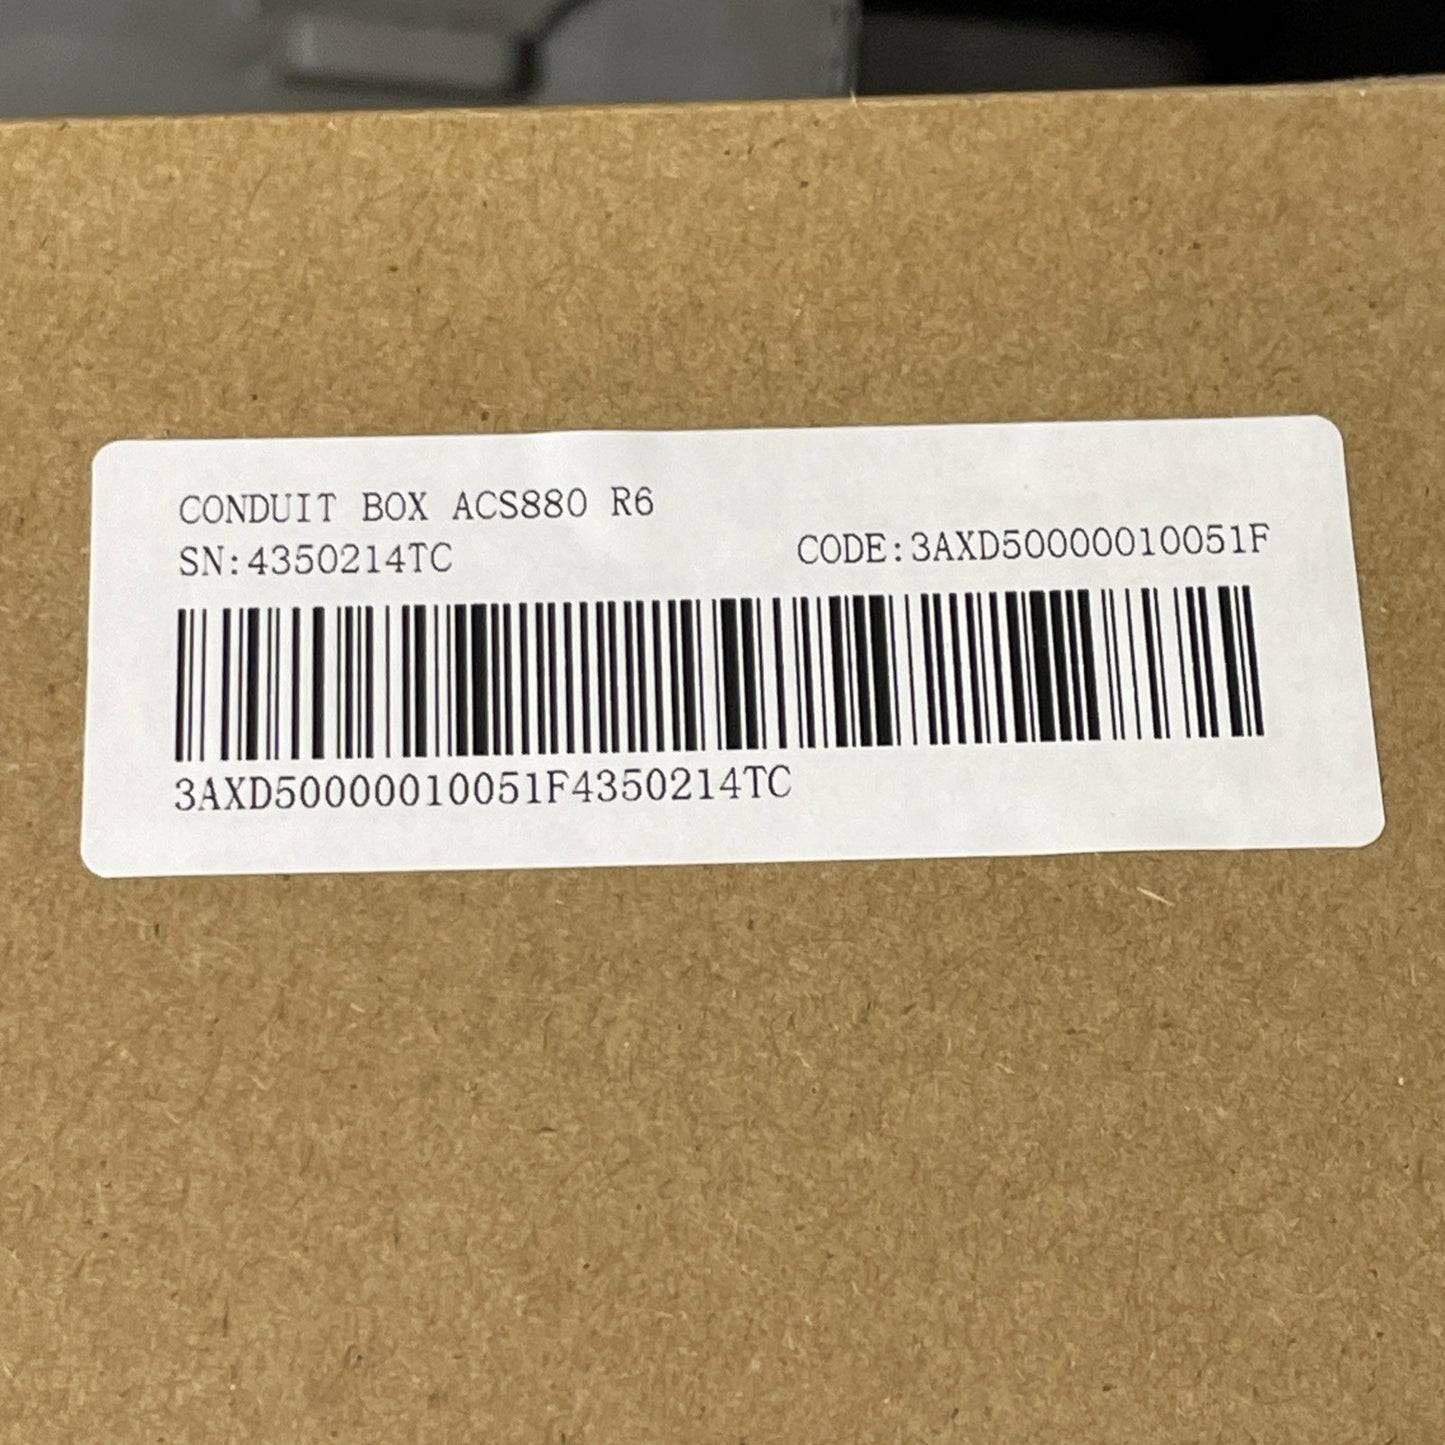 CONDUIT BOX ACS880 R6
SN:4350214TC
CODE:3AXD50000010051F
3AXD50000010051F4350214TC